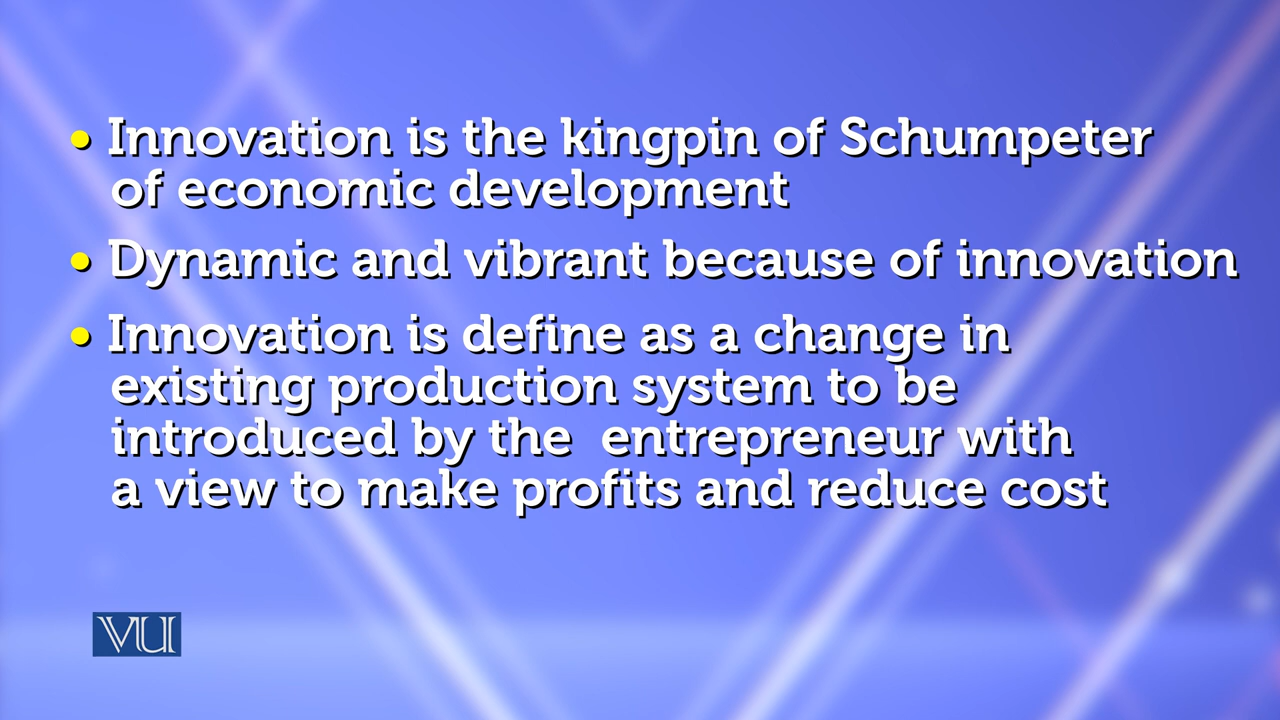 • Innovation is the kingpin of Schumpeter
of economic development
• Dynamic and vibrant because of innovation
• Innovation is define as a change in
existing production system to be
introduced by the  entrepreneur with
a view to make profits and reduce cost
VU